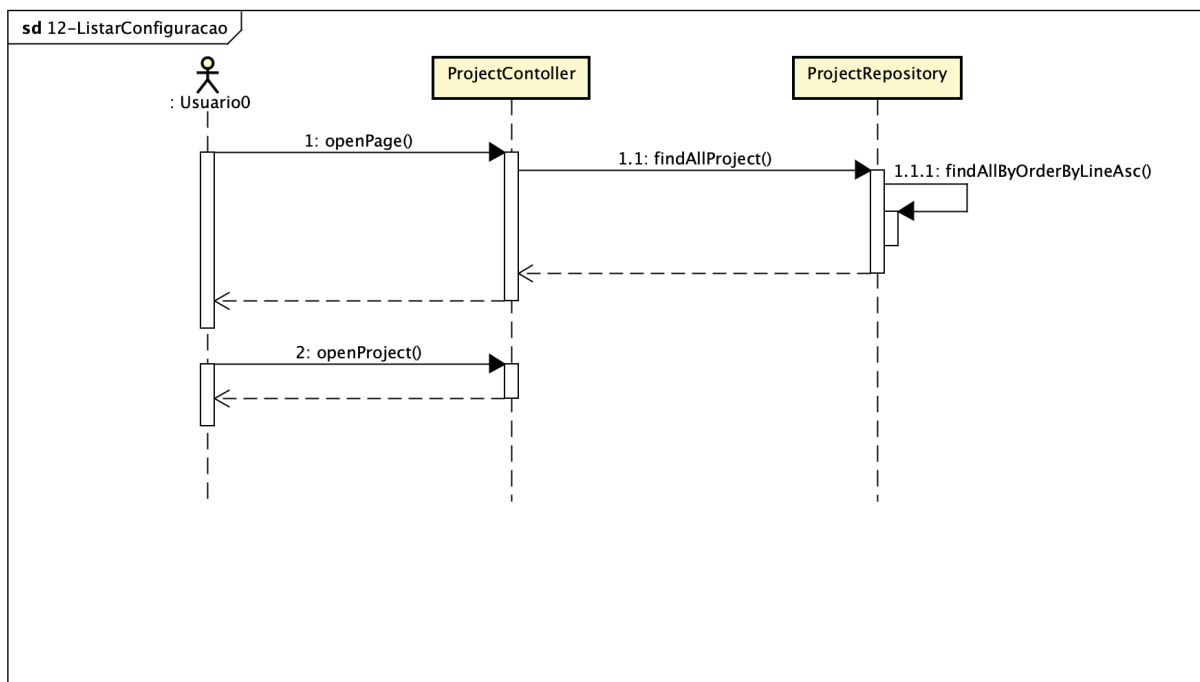 sd 12-ListarConfiguracao
: Usuario0
ProjectContoller
ProjectRepository
1: openPage()
1.1: findAllProject()
1.1.1: findAllByOrderByLineAsc()
2: openProject()